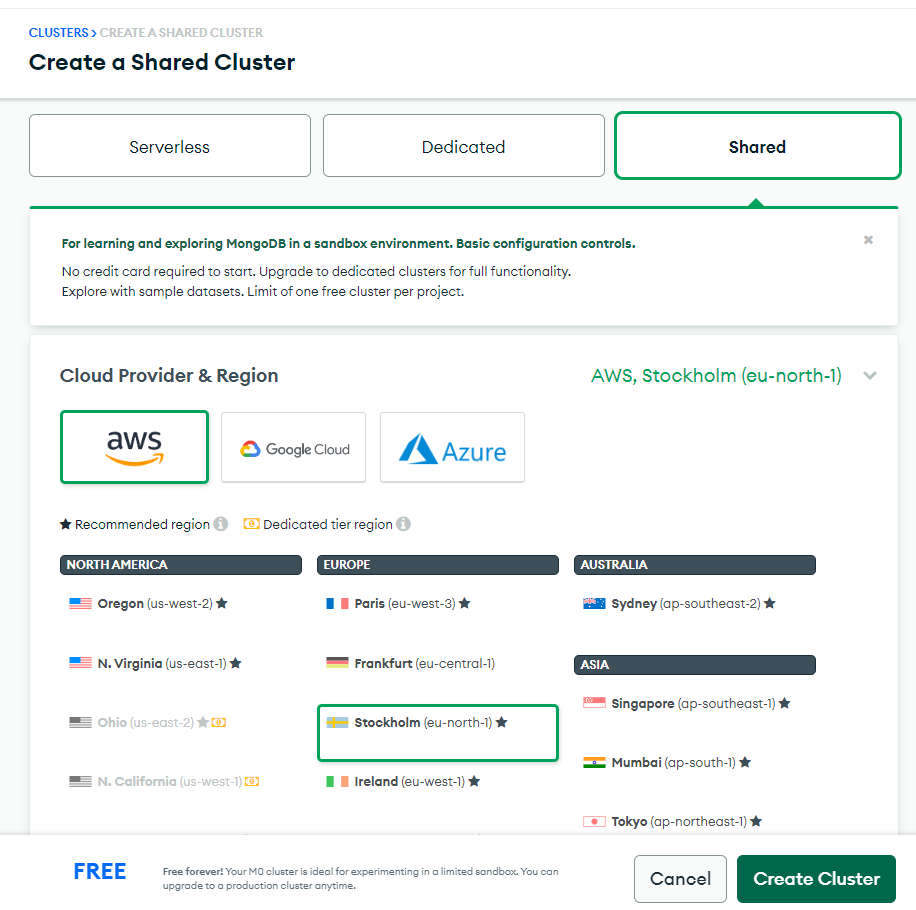 CLUSTERS > CREATE A SHARED CLUSTER
Create a Shared Cluster
Serverless
Dedicated
Shared
For learning and exploring MongoDB in a sandbox environment. Basic configuration controls.
No credit card required to start. Upgrade to dedicated clusters for full functionality.
Explore with sample datasets. Limit of one free cluster per project.
Cloud Provider & Region
AWS, Stockholm (eu-north-1)
aws
Google Cloud
Azure
★ Recommended region
Dedicated tier region
NORTH AMERICA
Oregon (us-west-2) ★
N. Virginia (us-east-1) ★
Ohio (us-east-2) ★
N. California (us-west-1)
EUROPE
Paris (eu-west-3) ★
Frankfurt (eu-central-1)
Stockholm (eu-north-1) ★
Ireland (eu-west-1) ★
AUSTRALIA
Sydney (ap-southeast-2) ★
ASIA
Singapore (ap-southeast-1) ★
Mumbai (ap-south-1) ★
Tokyo (ap-northeast-1) ★
FREE
Free forever! Your M0 cluster is ideal for experimenting in a limited sandbox. You can
upgrade to a production cluster anytime.
Cancel
Create Cluster